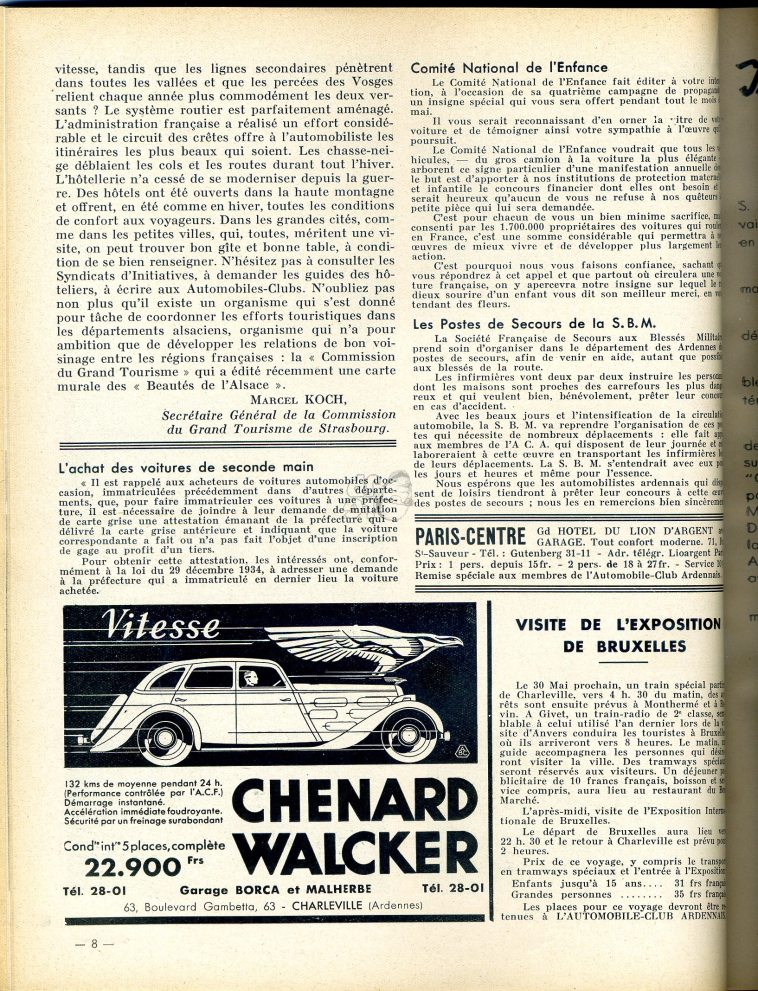 vitesse, tandis que les lignes secondaires pénètrent
dans toutes les vallées et que les percées des Vosges
relient chaque année plus commodément les deux ver-
sants ? Le système routier est parfaitement aménagé.
L'administration française a réalisé un effort considé-
rable et le circuit des crêtes offre à l'automobiliste les
itinéraires les plus beaux qui soient. Les chasse-nei-
ge déblaient les cols et les routes durant tout l'hiver.
L'hôtellerie n'a cessé de se moderniser depuis la guer-
re. Des hôtels ont été ouverts dans la haute montagne
et offrent, en été comme en hiver, toutes les conditions
de confort aux voyageurs. Dans les grandes cités, com-
me dans les petites villes, qui, toutes, méritent une vi-
site, on peut trouver bon gîte et bonne table, à condi-
tion de se bien renseigner. N'hésitez pas à consulter les
Syndicats d'Initiatives, à demander les guides des hô-
teliers, à écrire aux Automobiles-Clubs. N'oubliez pas
non plus qu'il existe un organisme qui s'est donné
pour tâche de coordonner les efforts touristiques dans
les départements alsaciens, organisme qui n'a pour
ambition que de développer les relations de bon voi-
sinage entre les régions françaises : la « Commission
du Grand Tourisme » qui a édité récemment une carte
murale des « Beautés de l'Alsace ».
MARCEL KOCH,
Secrétaire Général de la Commission
du Grand Tourisme de Strasbourg.
L'achat des voitures de seconde main
« Il est rappelé aux acheteurs de voitures automobiles d'oc-
casion, immatriculées précédemment dans d'autres départe-
ments, que, pour faire immatriculer ces voitures à une préfec-
ture, il est nécessaire de joindre à leur demande de mutation
de carte grise une attestation émanant de la préfecture qui a
délivré la carte grise antérieure et indiquant que la voiture
correspondante a fait ou n'a pas fait l'objet d'une inscription
de gage au profit d'un tiers.
Pour obtenir cette attestation, les intéressés ont, confor-
mément à la loi du 29 décembre 1934, à adresser une demande
à la préfecture qui a immatriculé en dernier lieu la voiture
achetée.
Comité National de l'Enfance
Le Comité National de l'Enfance fait éditer à votre
tion, à l'occasion de sa quatrième campagne de
un insigne spécial qui vous sera offert pendant tout le mois
mai.
Il vous serait reconnaissant d'en orner la
voiture et de témoigner ainsi votre sympathie à l'œuvre
poursuit.
Le Comité National de l'Enfance voudrait que tous les
hicules, — du gros camion à la voiture la plus élégante
arborent ce signe particulier d'une manifestation annuelle
le but est d'apporter à nos institutions de protection
et infantile le concours financier dont elles ont besoin
serait heureux qu'aucun de vous ne refuse à nos quêteurs
petite pièce qui lui sera demandée.
C'est pour chacun de vous un bien minime sacrifice,
consenti par les 1.700.000 propriétaires des voitures qui
en France, c'est une somme considérable qui permettra à
œuvres de mieux vivre et de développer plus largement
action.
C'est pourquoi nous vous faisons confiance, sachant
vous répondrez à cet appel et que partout où circulera une
ture française, on y apercevra notre insigne sur lequel le
dieux sourire d'un enfant vous dit son meilleur merci, en
tendant des fleurs.
Les Postes de Secours de la S.B.M.
La Société Française de Secours aux Blessés
prend soin d'organiser dans le département des Ardennes
postes de secours, afin de venir en aide, autant que
aux blessés de la route.
Les infirmières vont deux par deux instruire les
dont les maisons sont proches des carrefours les plus
reux et qui veulent bien, bénévolement, prêter leur
en cas d'accident.
Avec les beaux jours et l'intensification de la
automobile, la S. B. M. va reprendre l'organisation de ces
tes qui nécessite de nombreux déplacements : elle fait
aux membres de l'A C. A. qui disposent de leur journée et
laboreraient à cette œuvre en transportant les infirmières
de leurs déplacements. La S. B. M. s'entendrait avec eux
les jours et heures et même pour l'essence.
Nous espérons que les automobilistes ardennais qui
sent de loisirs tiendront à prêter leur concours à cette
des postes de secours ; nous les en remercions bien
PARIS-CENTRE Gd HOTEL DU LION D'ARGENT
GARAGE. Tout confort moderne. 71,
St-Sauveur - Tél. : Gutenberg 31-11 - Adr. télégr. Lioargent
Prix : 1 pers. depuis 15fr. - 2 pers. de 18 à 27fr. - Service
Remise spéciale aux membres de l'Automobile-Club Ardennais.
Vitesse
132 kms de moyenne pendant 24 h.
(Performance contrôlée par l'A.C.F.)
Démarrage instantané.
Accélération immédiate foudroyante.
Sécurité par un freinage surabondant
Condte intre 5 places, complète
22.900 Frs
CHENARD
WALCKER
Tél. 28-01 Garage BORCA et MALHERBE Tél. 28-01
63, Boulevard Gambetta, 63 - CHARLEVILLE (Ardennes)
VISITE DE L'EXPOSITION
DE BRUXELLES
Le 30 Mai prochain, un train spécial
de Charleville, vers 4 h. 30 du matin,
rêts sont ensuite prévus à Monthermé et à
vin. A Givet, un train-radio de 2e classe,
blable à celui utilisé l'an dernier lors de la
site d'Anvers conduira les touristes à
où ils arriveront vers 8 heures. Le matin,
guide accompagnera les personnes qui
ront visiter la ville. Des tramways
seront réservés aux visiteurs. Un déjeuner
blicitaire de 10 francs français, boisson et
vice compris, aura lieu au restaurant du
Marché.
L'après-midi, visite de l'Exposition
tionale de Bruxelles.
Le départ de Bruxelles aura lieu
22 h. 30 et le retour à Charleville est prévu
2 heures.
Prix de ce voyage, y compris le
en tramways spéciaux et l'entrée à l'Exposition
Enfants jusqu'à 15 ans.... 31 frs
Grandes personnes ........ 35 frs
Les places pour ce voyage devront être
tenues à L'AUTOMOBILE-CLUB ARDENNAIS
— 8 —